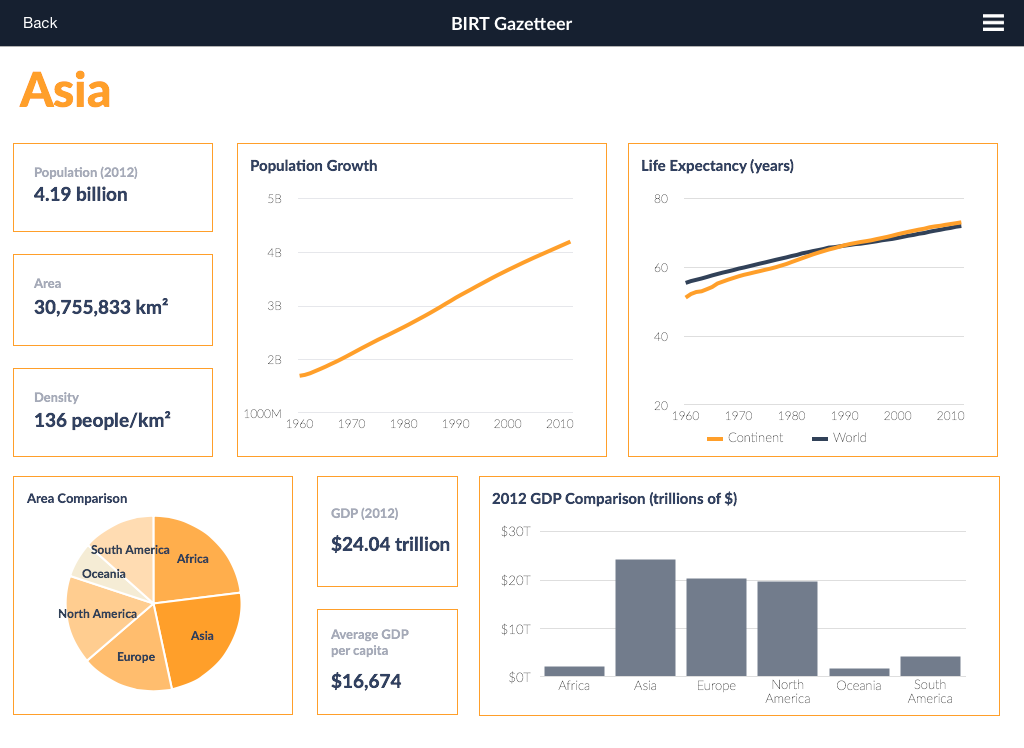 Back
BIRT Gazetteer
Asia
Population (2012)
4.19 billion
Area
30,755,833 km²
Density
136 people/km²
Population Growth
5B
4B
3B
2B
1000M
1960 1970 1980 1990 2000 2010
Life Expectancy (years)
80
60
40
20
1960 1970 1980 1990 2000 2010
Continent World
Area Comparison
South America
Africa
Oceania
North America
Asia
Europe
GDP (2012)
$24.04 trillion
Average GDP
per capita
$16,674
2012 GDP Comparison (trillions of $)
$30T
$20T
$10T
$0T
Africa Asia Europe North America Oceania South America